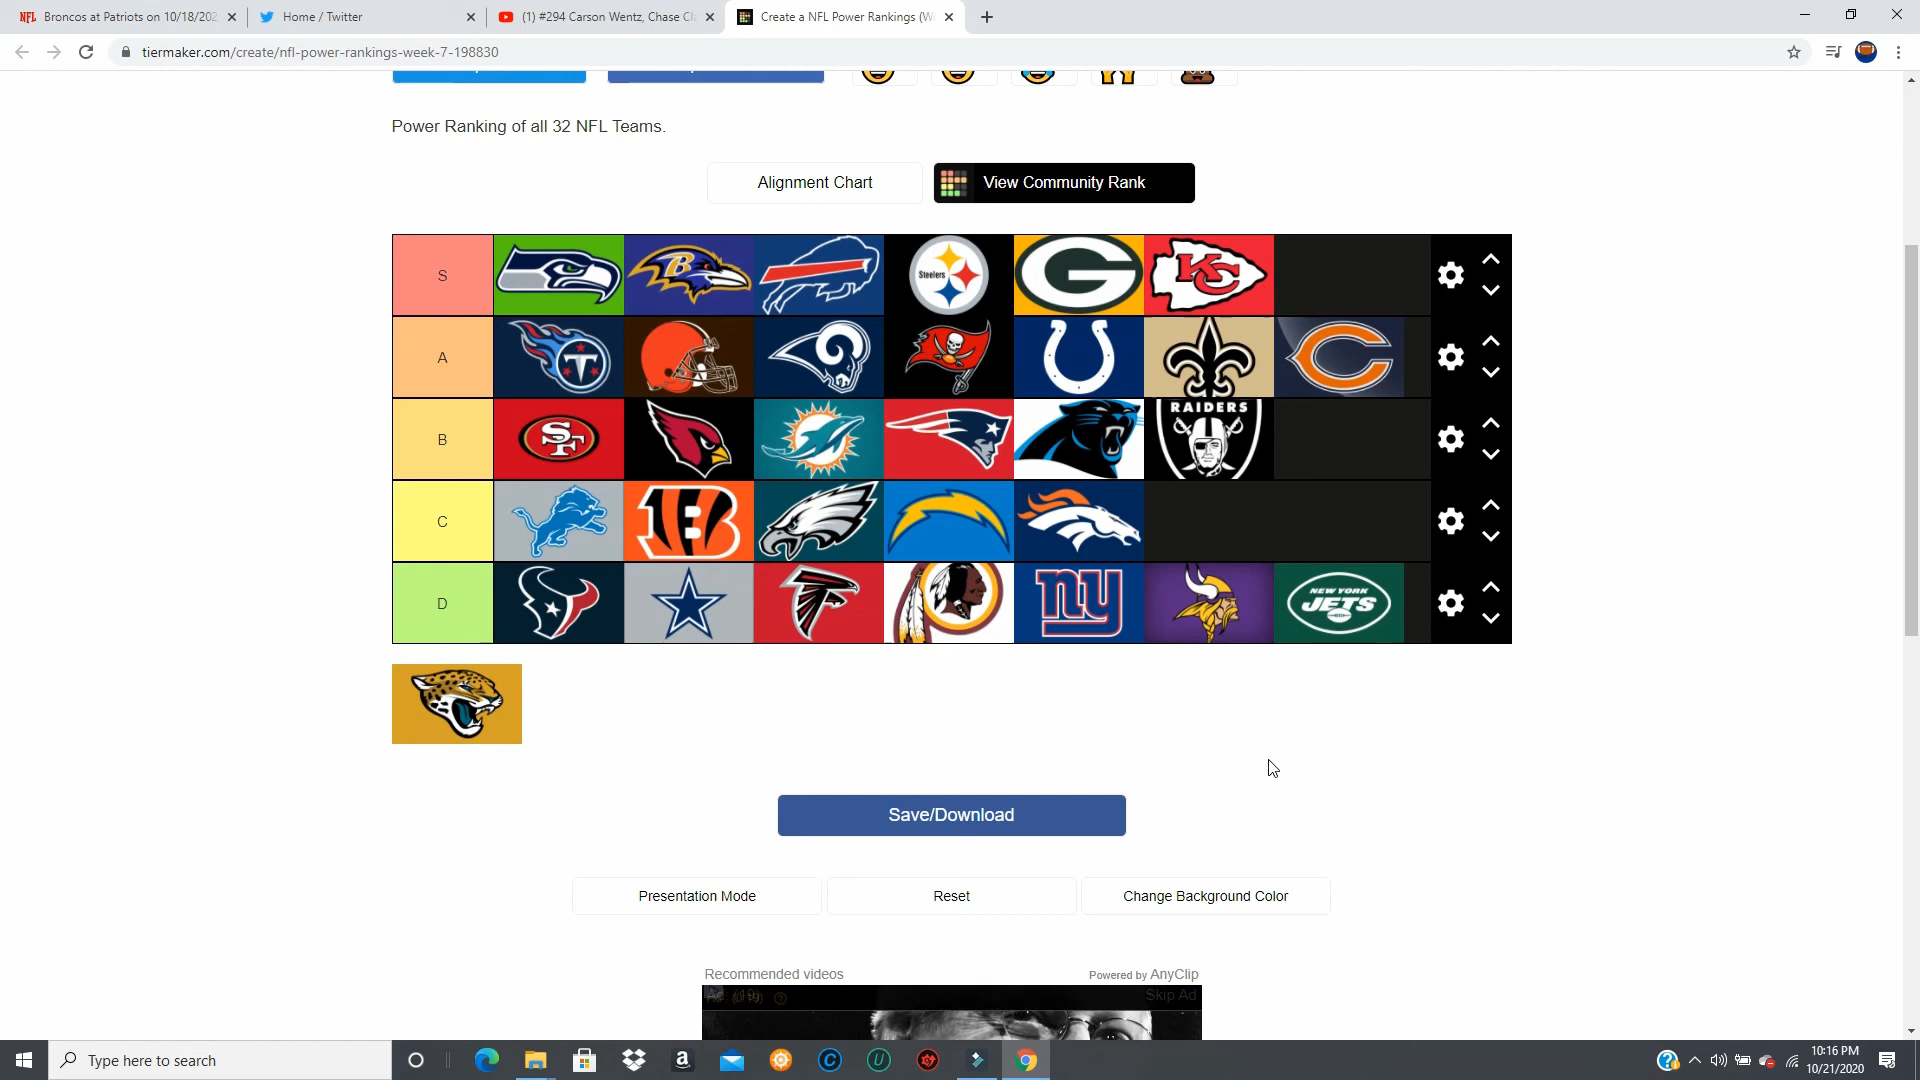 Broncos at Patriots on 10/18/202
Home / Twitter
(1) #294 Carson Wentz, Chase Cl
Create a NFL Power Rankings (W
tiermaker.com/create/nfl-power-rankings-week-7-198830
Power Ranking of all 32 NFL Teams.
Alignment Chart
View Community Rank
S
Steelers
G
KC
A
T
C
B
SF
RAIDERS
C
B
D
ny
NEW YORK
JETS
Save/Download
Presentation Mode
Reset
Change Background Color
Recommended videos
Powered by AnyClip
Skip Ad
Type here to search
10:16 PM
10/21/2020